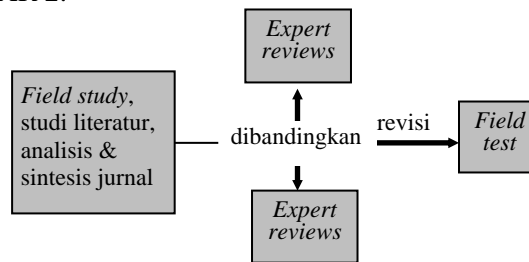 Expert
reviews
Field study,
studi literatur,
analisis &
sintesis jurnal
dibandingkan
revisi
Field
test
Expert
reviews